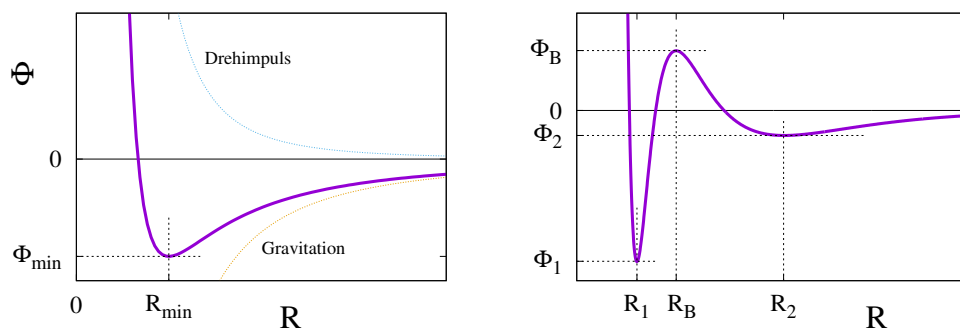 Φ
0
Φmin
Drehimpuls
Gravitation
0
Rmin
R
ΦB
0
Φ2
Φ1
R1
RB
R2
R